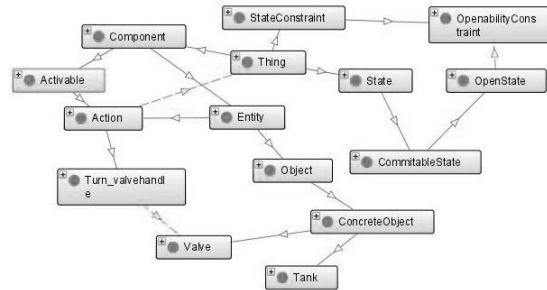 StateConstraint
OpenabilityCons
traint
Component
Thing
Activable
State
OpenState
Action
Entity
Object
CommitableState
Turn_valvehandl
e
ConcreteObject
Valve
Tank